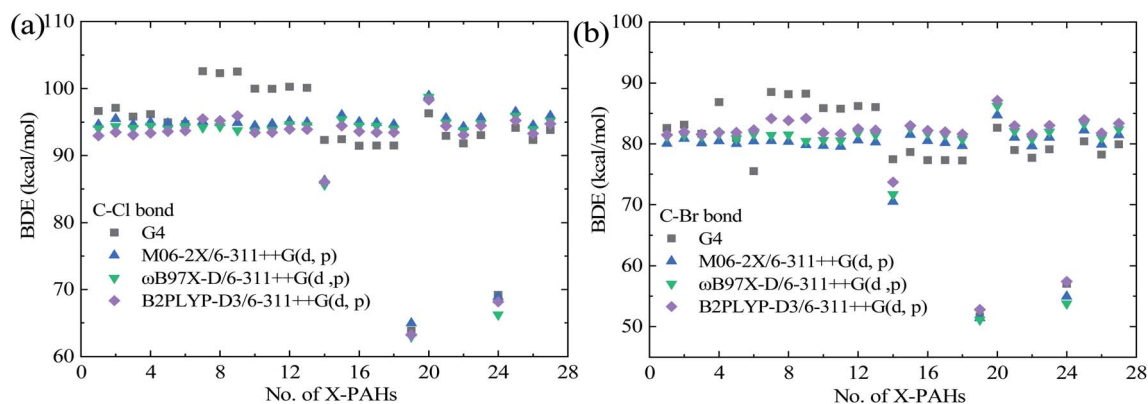 (a)
110
100
90
80
70
60
BDE (kcal/mol)
C-Cl bond
G4
M06-2X/6-311++G(d, p)
ωB97X-D/6-311++G(d ,p)
B2PLYP-D3/6-311++G(d, p)
0 4 8 12 16 20 24 28
No. of X-PAHs
(b)
100
90
80
70
60
50
BDE (kcal/mol)
C-Br bond
G4
M06-2X/6-311++G(d, p)
ωB97X-D/6-311++G(d ,p)
B2PLYP-D3/6-311++G(d, p)
0 4 8 12 16 20 24 28
No. of X-PAHs